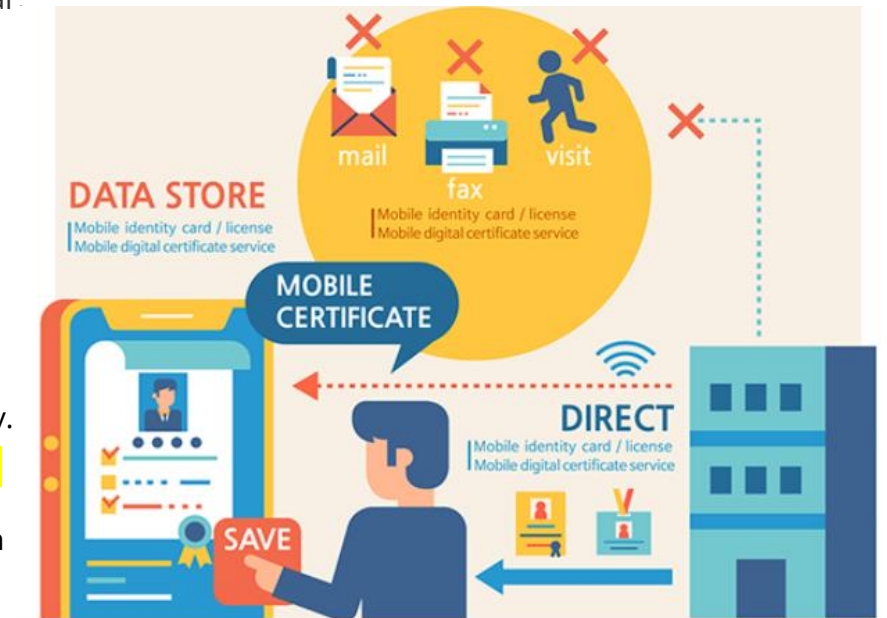 mail
visit
fax
DATA STORE
Mobile identity card / license
Mobile digital certificate service
Mobile identity card / license
Mobile digital certificate service
MOBILE
CERTIFICATE
DIRECT
Mobile identity card / license
Mobile digital certificate service
SAVE